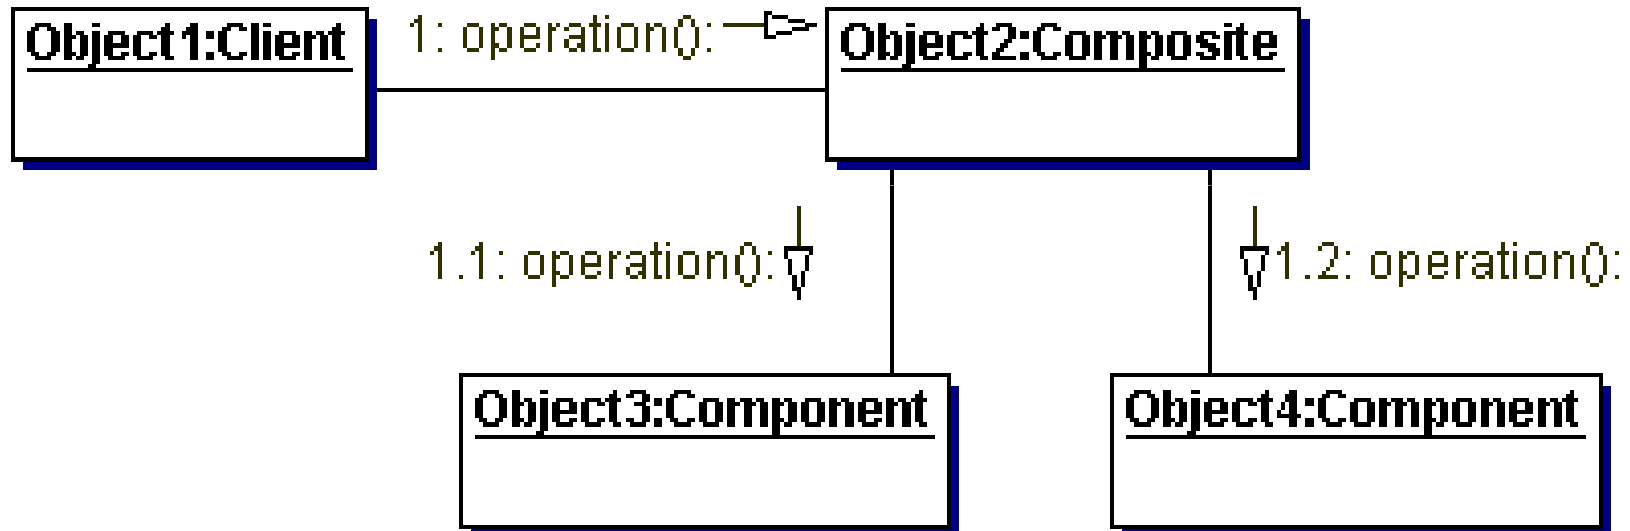 Object1:Client
1: operation():
Object2:Composite
1.1: operation():
1.2: operation():
Object3:Component
Object4:Component